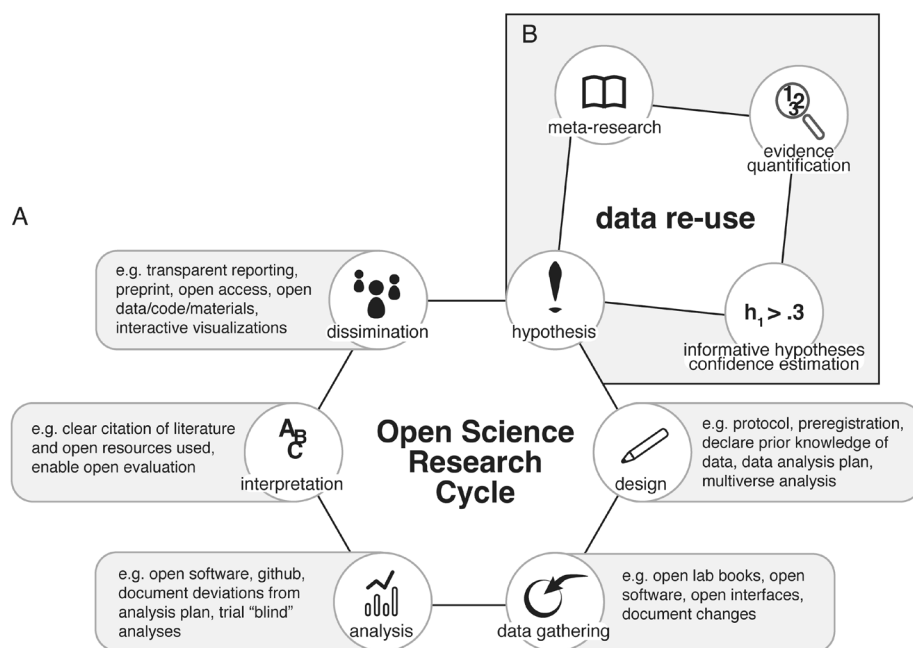 B
meta-research
1
2
3
evidence
quantification
data re-use
A
e.g. transparent reporting,
preprint, open access, open
data/code/materials,
interactive visualizations
dissimination
hypothesis
h1 > .3
informative hypotheses
confidence estimation
e.g. clear citation of literature
and open resources used,
enable open evaluation
A
B
C
interpretation
Open Science
Research
Cycle
design
e.g. protocol, preregistration,
declare prior knowledge of
data, data analysis plan,
multiverse analysis
e.g. open software, github,
document deviations from
analysis plan, trial “blind”
analyses
analysis
data gathering
e.g. open lab books, open
software, open interfaces,
document changes